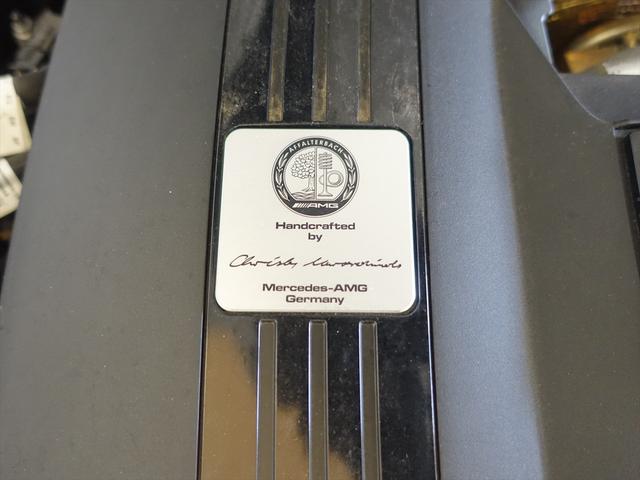 AFFALTERBACH
AMG
Handcrafted
by
Mercedes-AMG
Germany